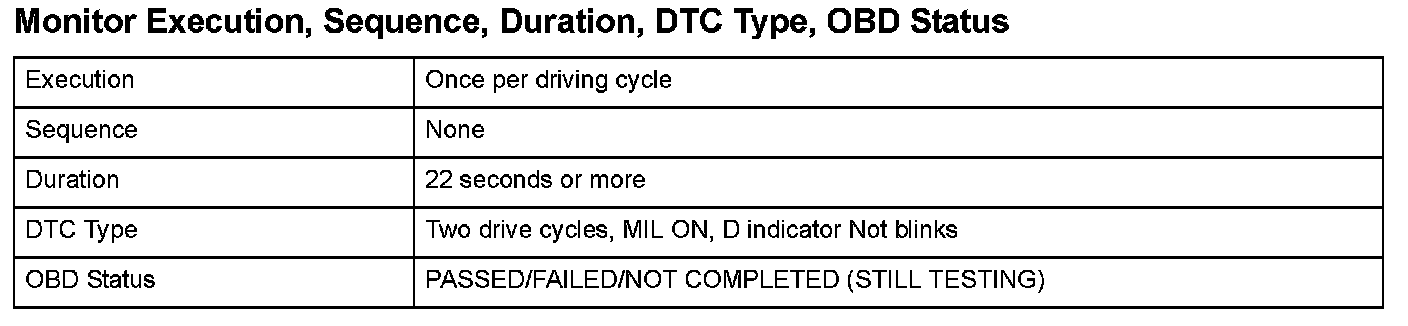 Monitor Execution, Sequence, Duration, DTC Type, OBD Status
Execution Once per driving cycle
Sequence None
Duration 22 seconds or more
DTC Type Two drive cycles, MIL ON, D indicator Not blinks
OBD Status PASSED/FAILED/NOT COMPLETED (STILL TESTING)